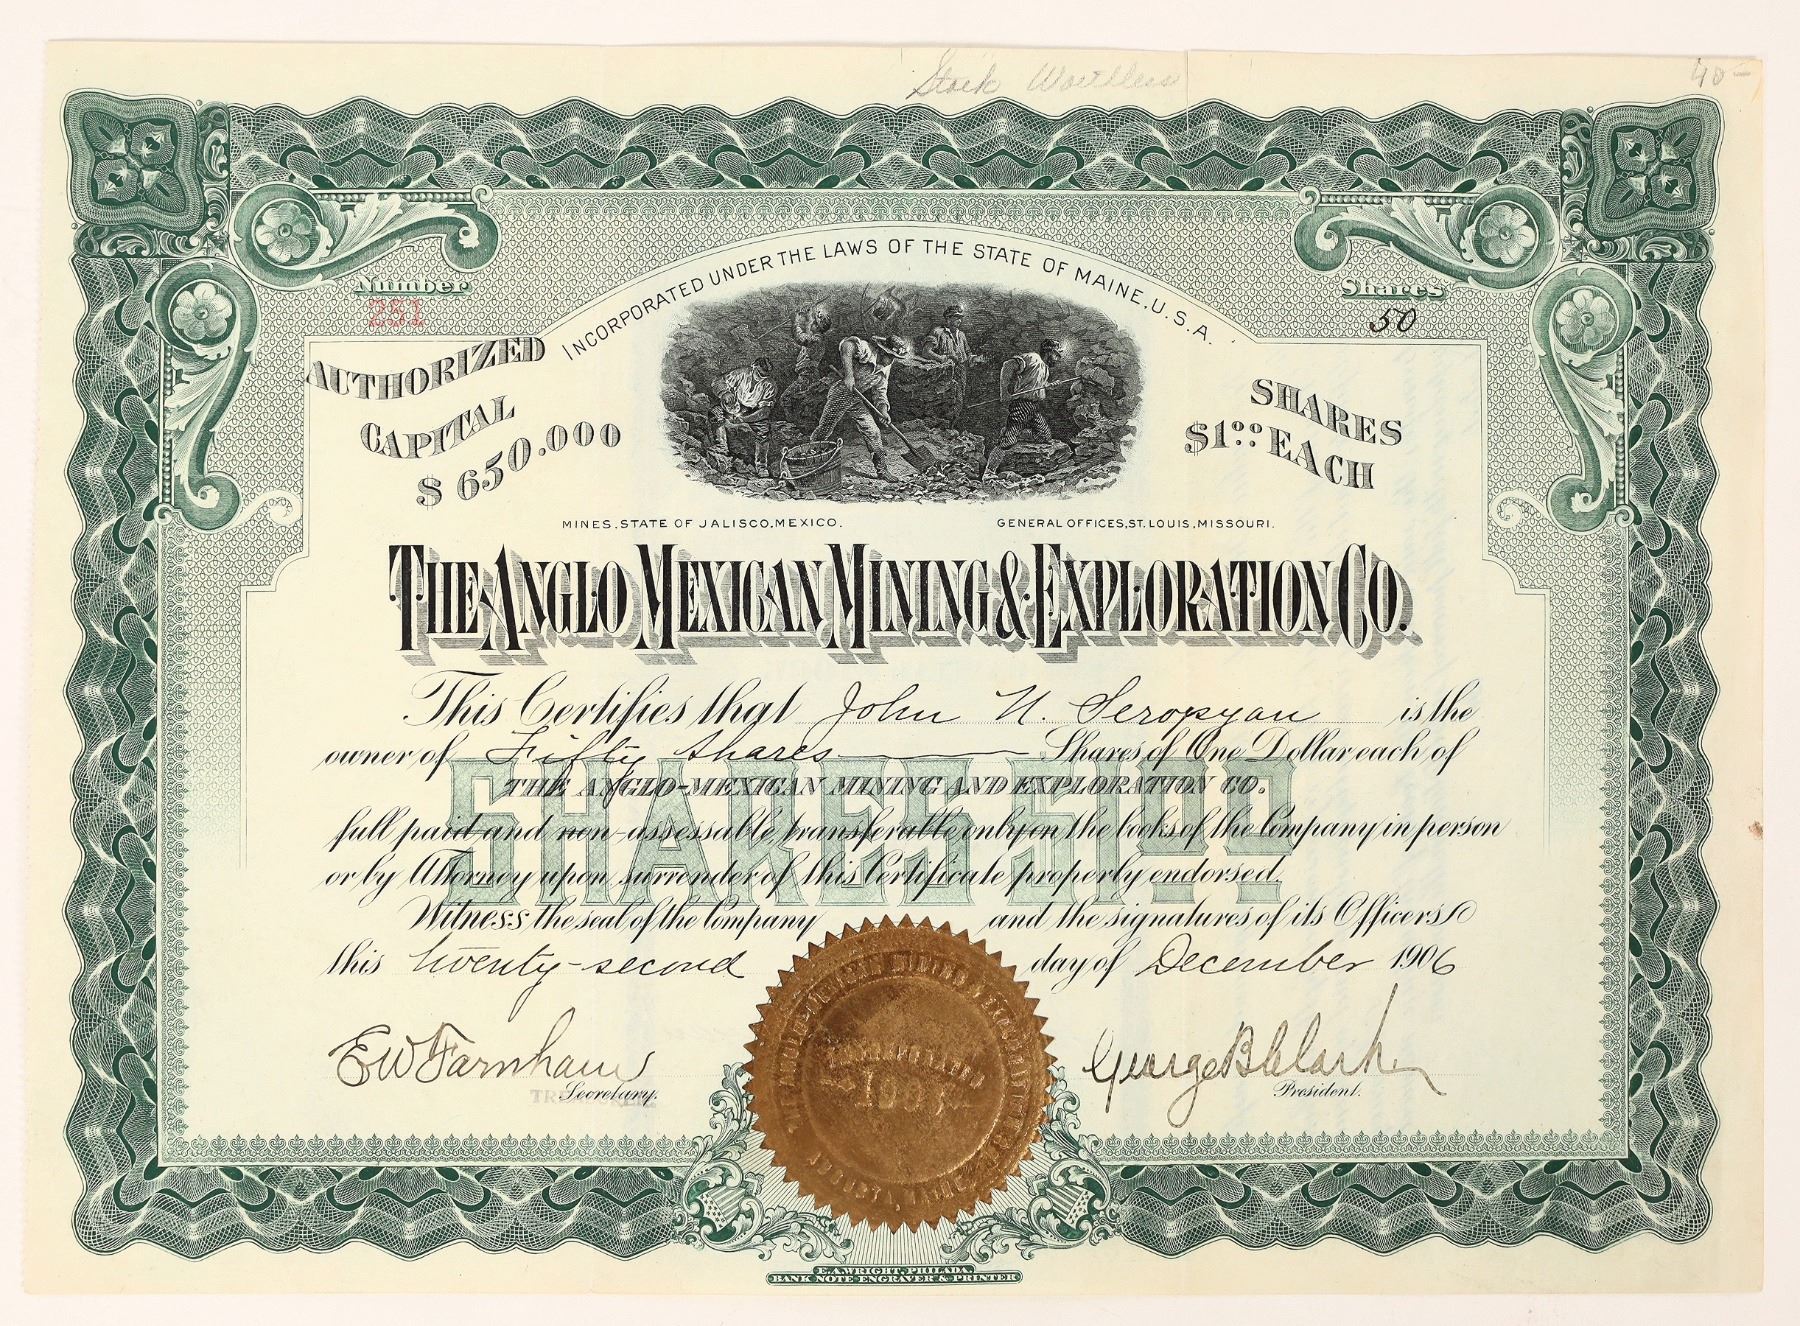 Stock Worthless
40-
INCORPORATED UNDER THE LAWS OF THE STATE OF MAINE, U.S.A.
Number
251
Shares
50
AUTHORIZED
CAPITAL
$650.000
SHARES
$1.00 EACH
MINES, STATE OF JALISCO, MEXICO.
GENERAL OFFICES, ST. LOUIS, MISSOURI.
THE ANGLO MEXICAN MINING & EXPLORATION CO.
This Certifies that John N. Seropyan is the
owner of Fifty shares Shares of One Dollar each of
THE ANGLO-MEXICAN MINING AND EXPLORATION CO.
SHARES $1.00
full paid and non-assessable, transferable only on the books of the Company in person
or by Attorney upon surrender of this Certificate properly endorsed.
Witness the seal of the Company and the signatures of its Officers
this twenty-second day of December 1906
EW Farnham
George B Clark
Secretary.
President.
E.A. WRIGHT, PHILADA.
BANK NOTE ENGRAVER & PRINTER